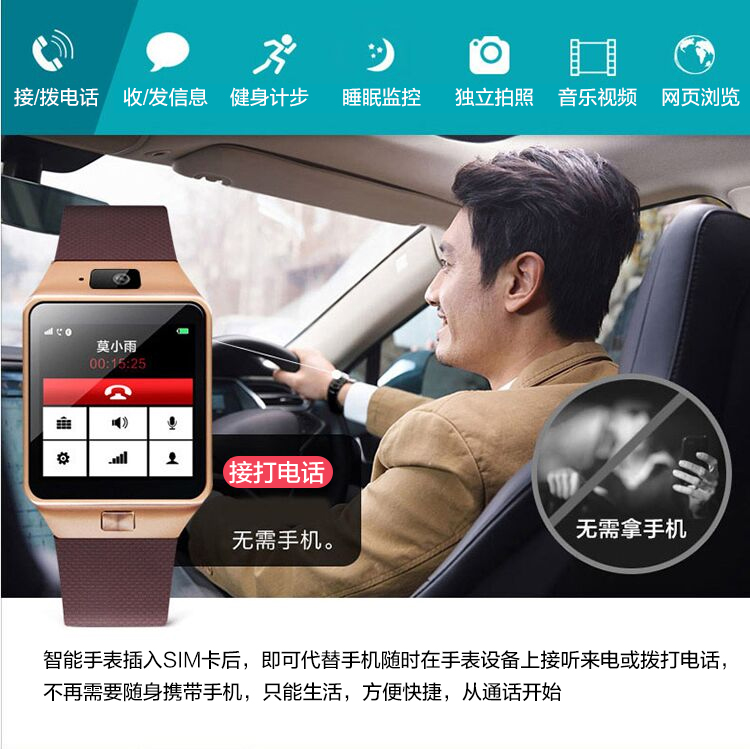 接/拨电话 收/发信息 健身计步 睡眠监控 独立拍照 音乐视频 网页浏览
莫小雨
00:15:25
接打电话
无需手机。
无需拿手机
智能手表插入SIM卡后，即可代替手机随时在手表设备上接听来电或拨打电话，
不再需要随身携带手机，只能生活，方便快捷，从通话开始